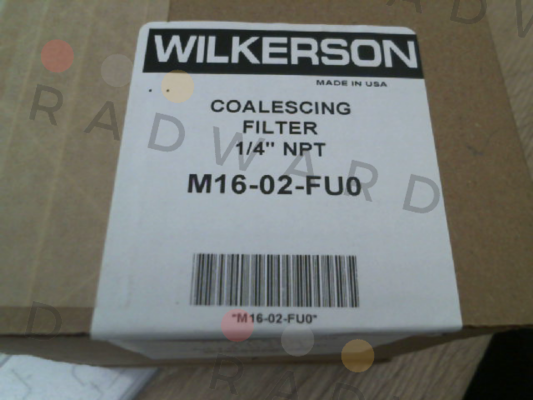 WILKERSON
MADE IN USA
COALESCING
FILTER
1/4" NPT
M16-02-FU0
"M16-02-FU0"
RADWARD